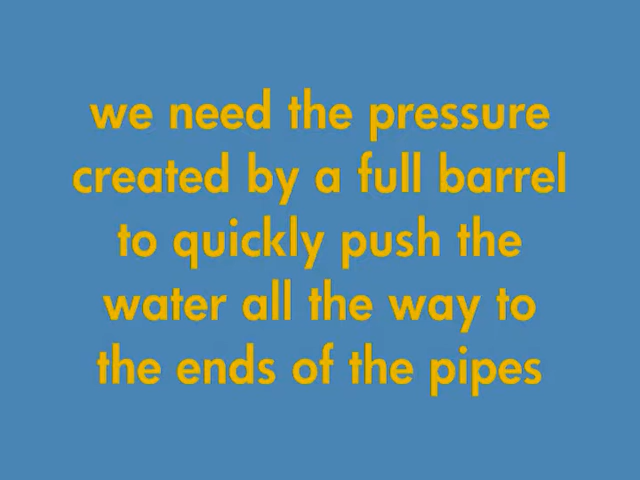 we need the pressure
created by a full barrel
to quickly push the
water all the way to
the ends of the pipes